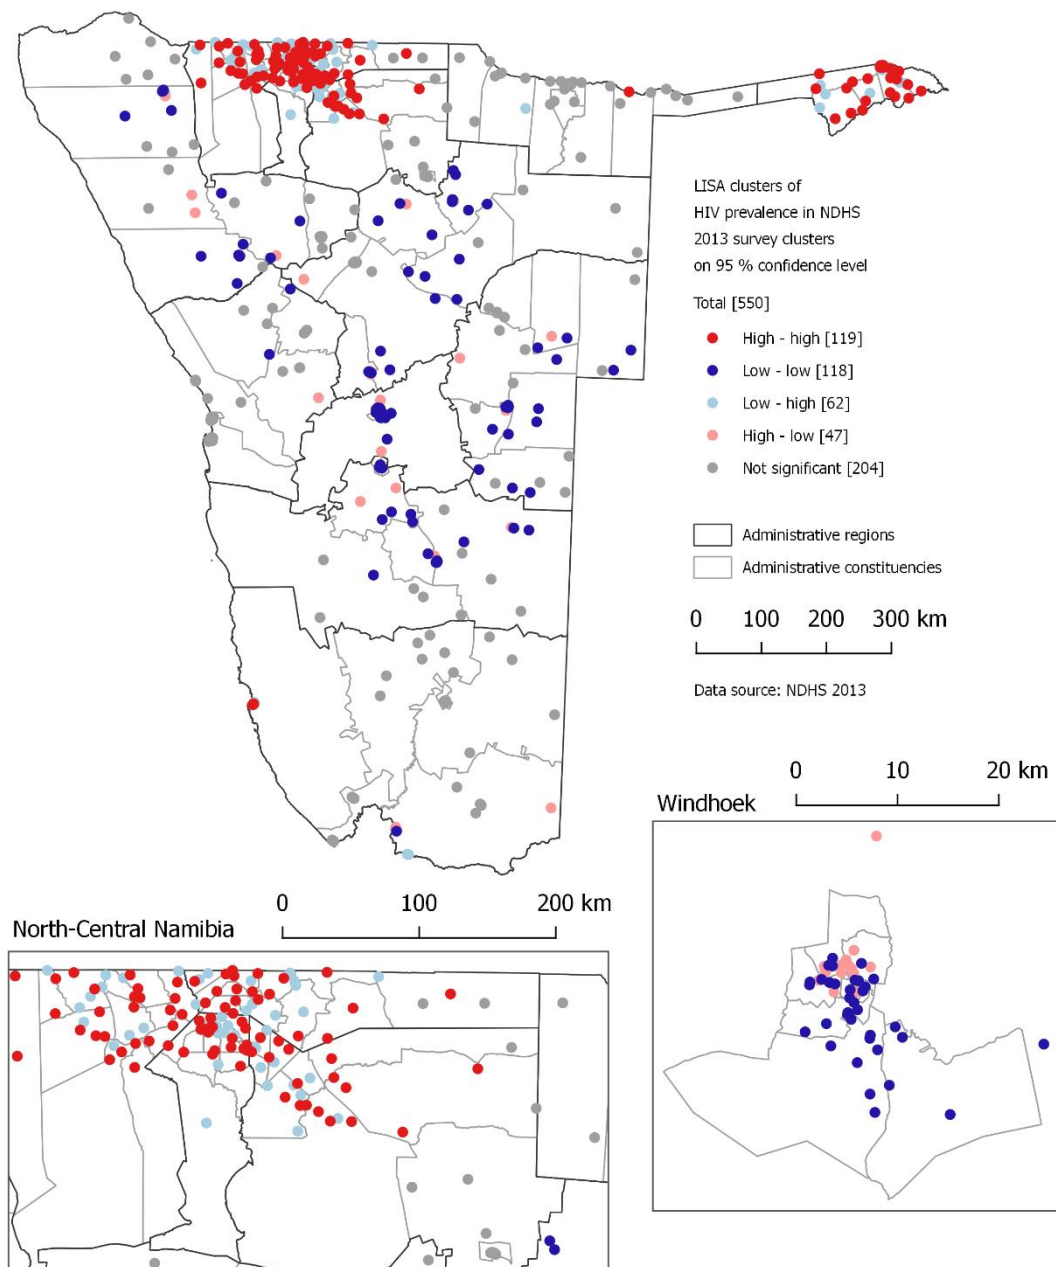 LISA clusters of
HIV prevalence in NDHS
2013 survey clusters
on 95 % confidence level
Total [550]
High - high [119]
Low - low [118]
Low - high [62]
High - low [47]
Not significant [204]
Administrative regions
Administrative constituencies
0 100 200 300 km
Data source: NDHS 2013
0 10 20 km
Windhoek
0 100 200 km
North-Central Namibia